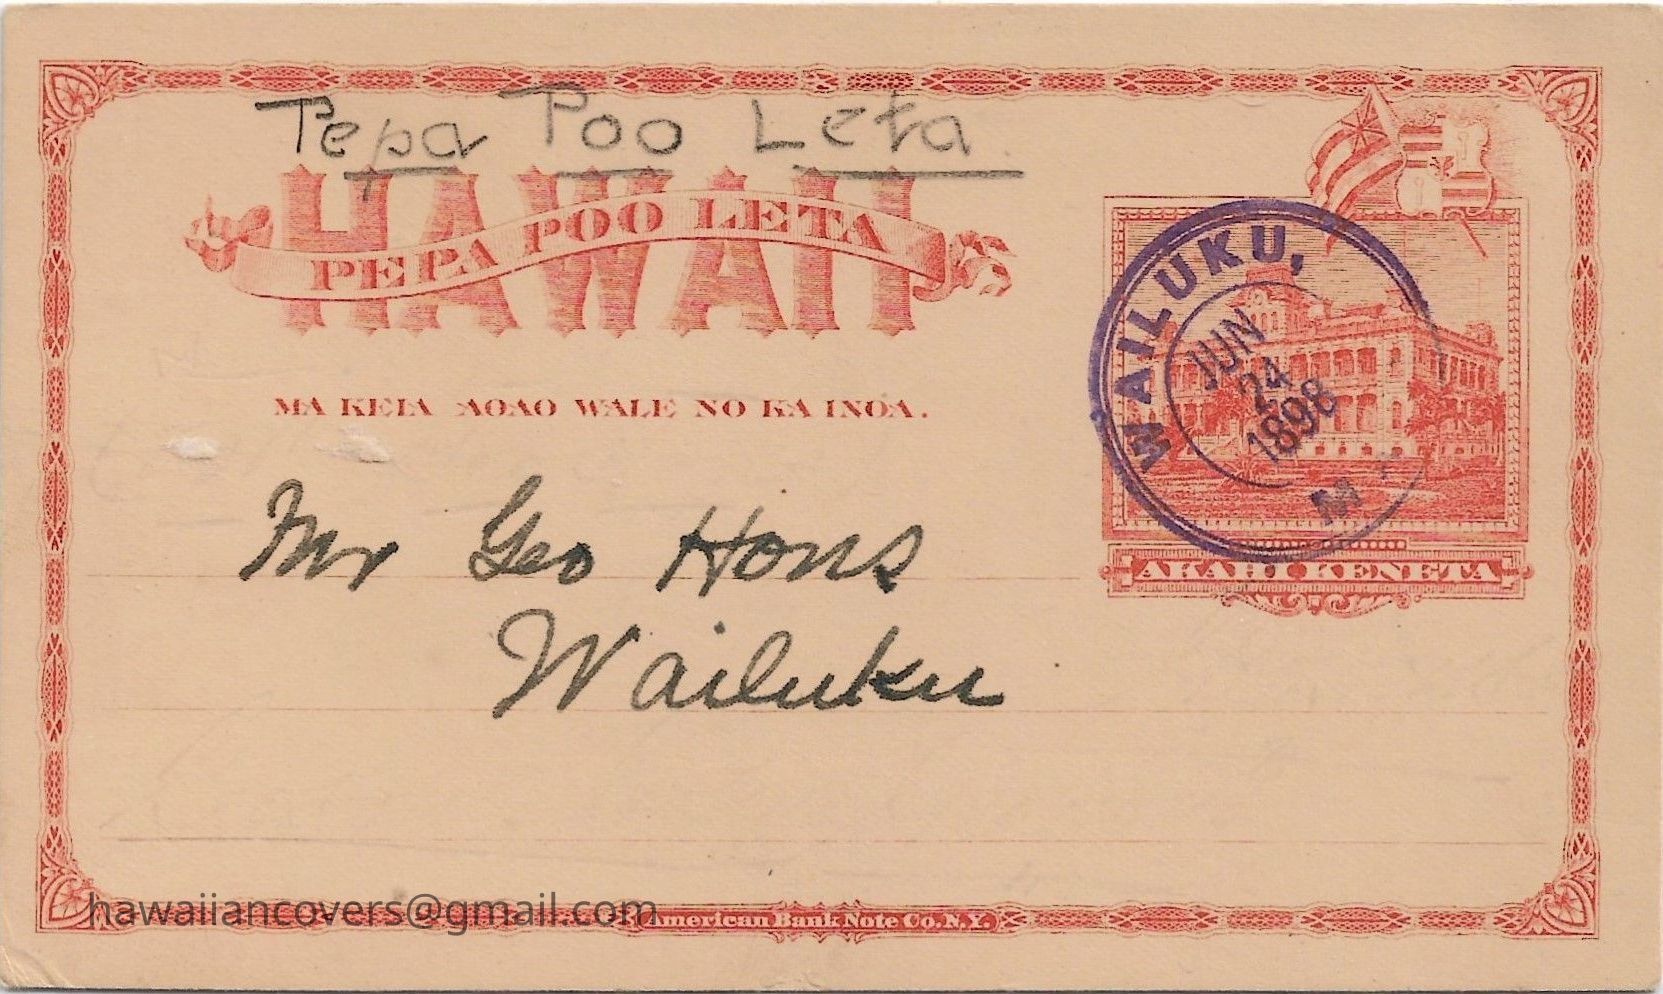 Pepa Poo Leta
HAWAII
PEPA POO LETA
MA KEIA AOAO WALE NO KA INOA.
WAILUKU, M
JUN
24
1898
AKAHI KENETA
Mr Geo Hons
Wailuku
hawaiiancovers@gmail.com
American Bank Note Co. N.Y.